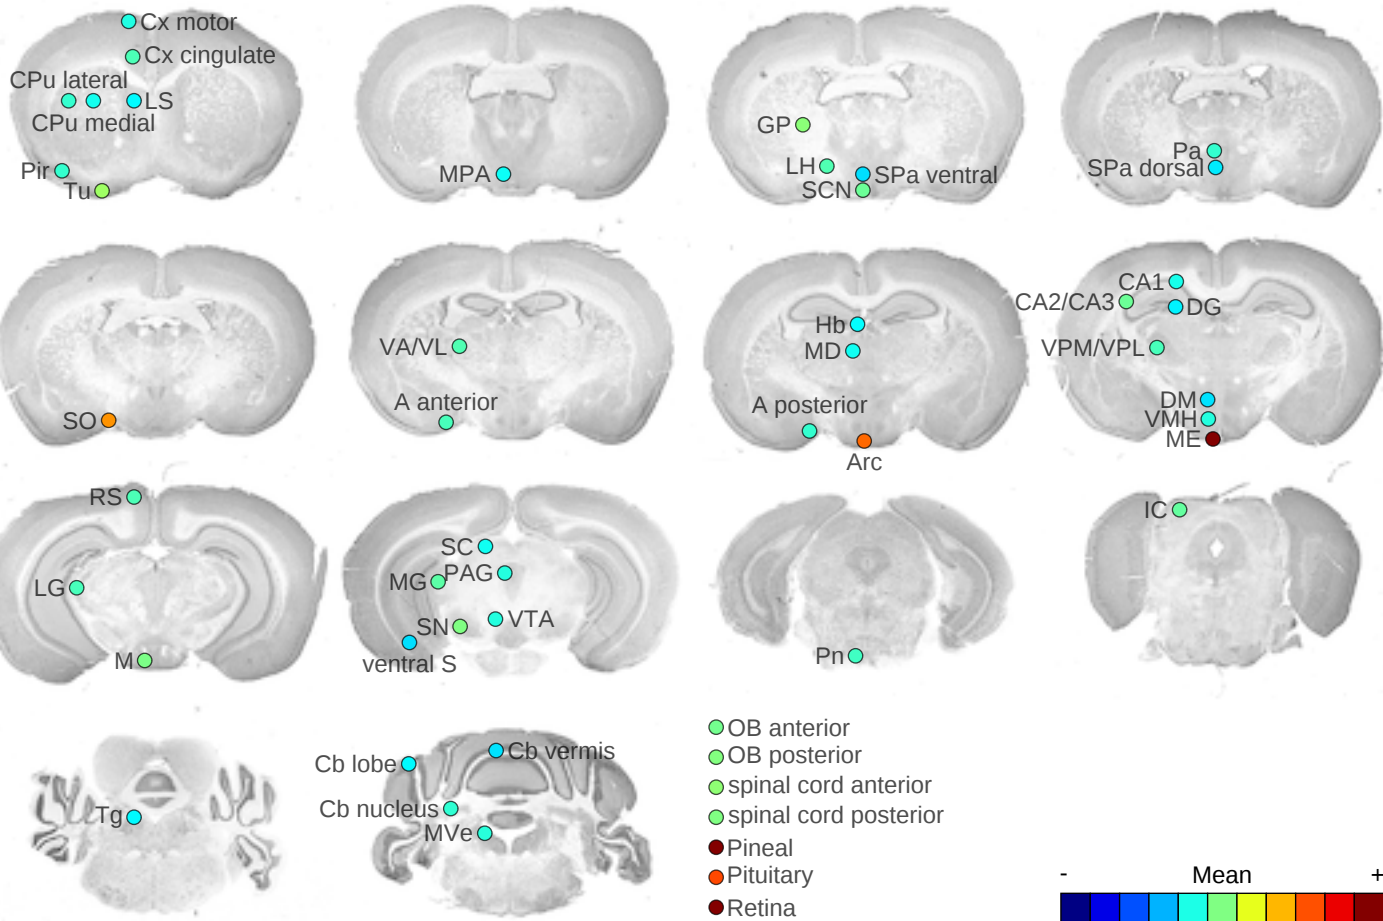 Cx motor
Cx cingulate
CPu lateral
LS
CPu medial
Pir
Tu
MPA
GP
LH
SPa ventral
SCN
Pa
SPa dorsal
SO
VA/VL
A anterior
Hb
MD
A posterior
Arc
CA1
CA2/CA3
DG
VPM/VPL
DM
VMH
ME
RS
LG
M
SC
MG
PAG
SN
VTA
ventral S
Pn
IC
Tg
Cb lobe
Cb vermis
Cb nucleus
MVe
OB anterior
OB posterior
spinal cord anterior
spinal cord posterior
Pineal
Pituitary
Retina
- Mean +